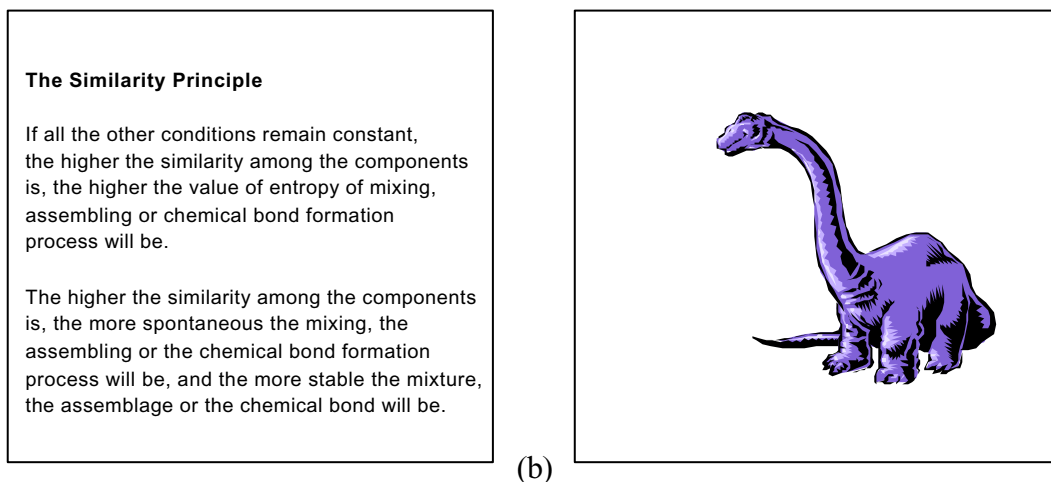 The Similarity Principle
If all the other conditions remain constant,
the higher the similarity among the components
is, the higher the value of entropy of mixing,
assembling or chemical bond formation
process will be.
The higher the similarity among the components
is, the more spontaneous the mixing, the
assembling or the chemical bond formation
process will be, and the more stable the mixture,
the assemblage or the chemical bond will be.
(b)